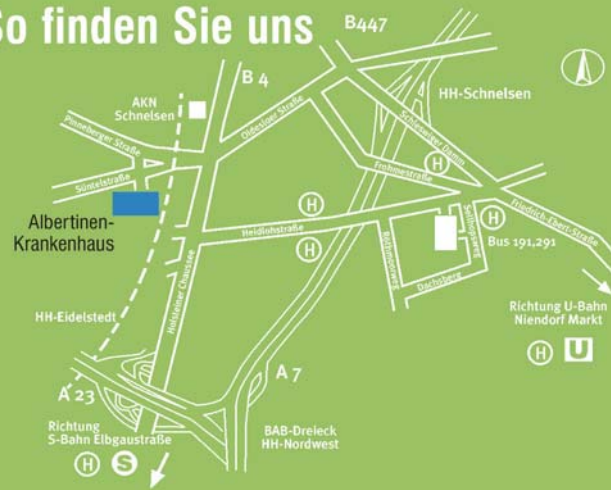 So finden Sie uns
B447
B 4
AKN
Schnelsen
HH-Schnelsen
Oldesloer Straße
Pinneberger Straße
Schleswiger Damm
Süntelstraße
Frohmestraße
H
Albertinen-
Krankenhaus
H
Heidlohstraße
H
H
Bus 191,291
Sellhopsweg
Friedrich-Ebert-Straße
Röthmoorweg
Dachsberg
Holsteiner Chaussee
HH-Eidelstedt
Richtung U-Bahn
Niendorf Markt
H U
A 7
A 23
Richtung
S-Bahn Elbgaustraße
H S
BAB-Dreieck
HH-Nordwest